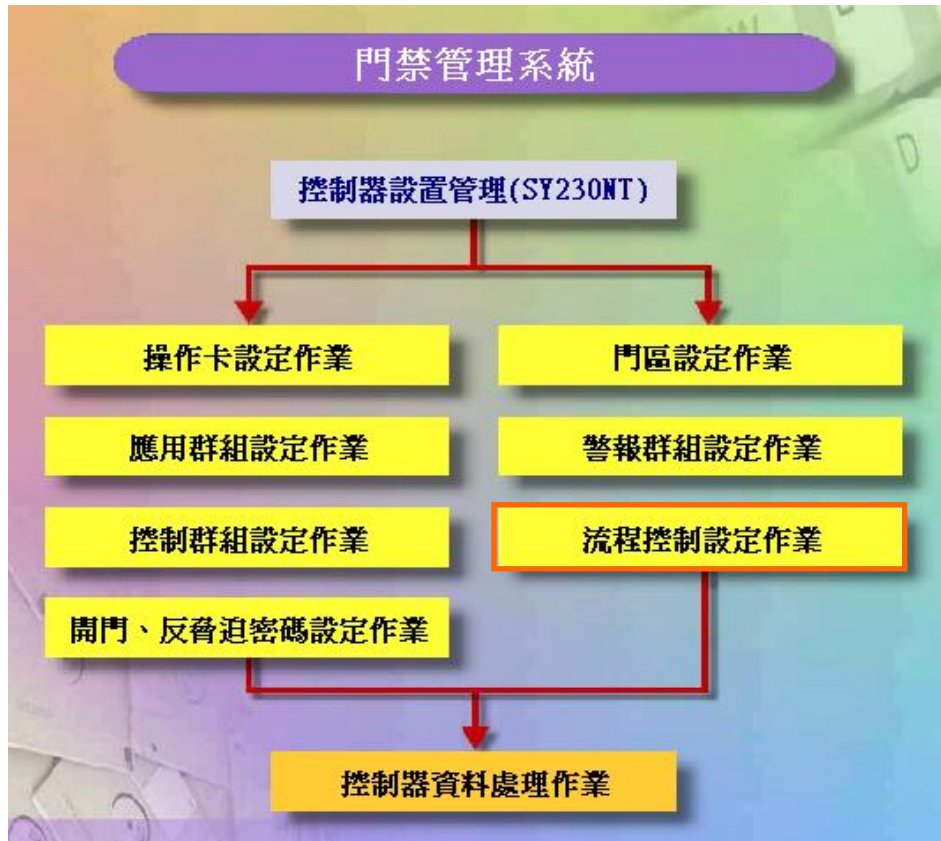 門禁管理系統
控制器設置管理(SY230NT)
操作卡設定作業
門區設定作業
應用群組設定作業
警報群組設定作業
控制群組設定作業
流程控制設定作業
開門、反脅迫密碼設定作業
控制器資料處理作業